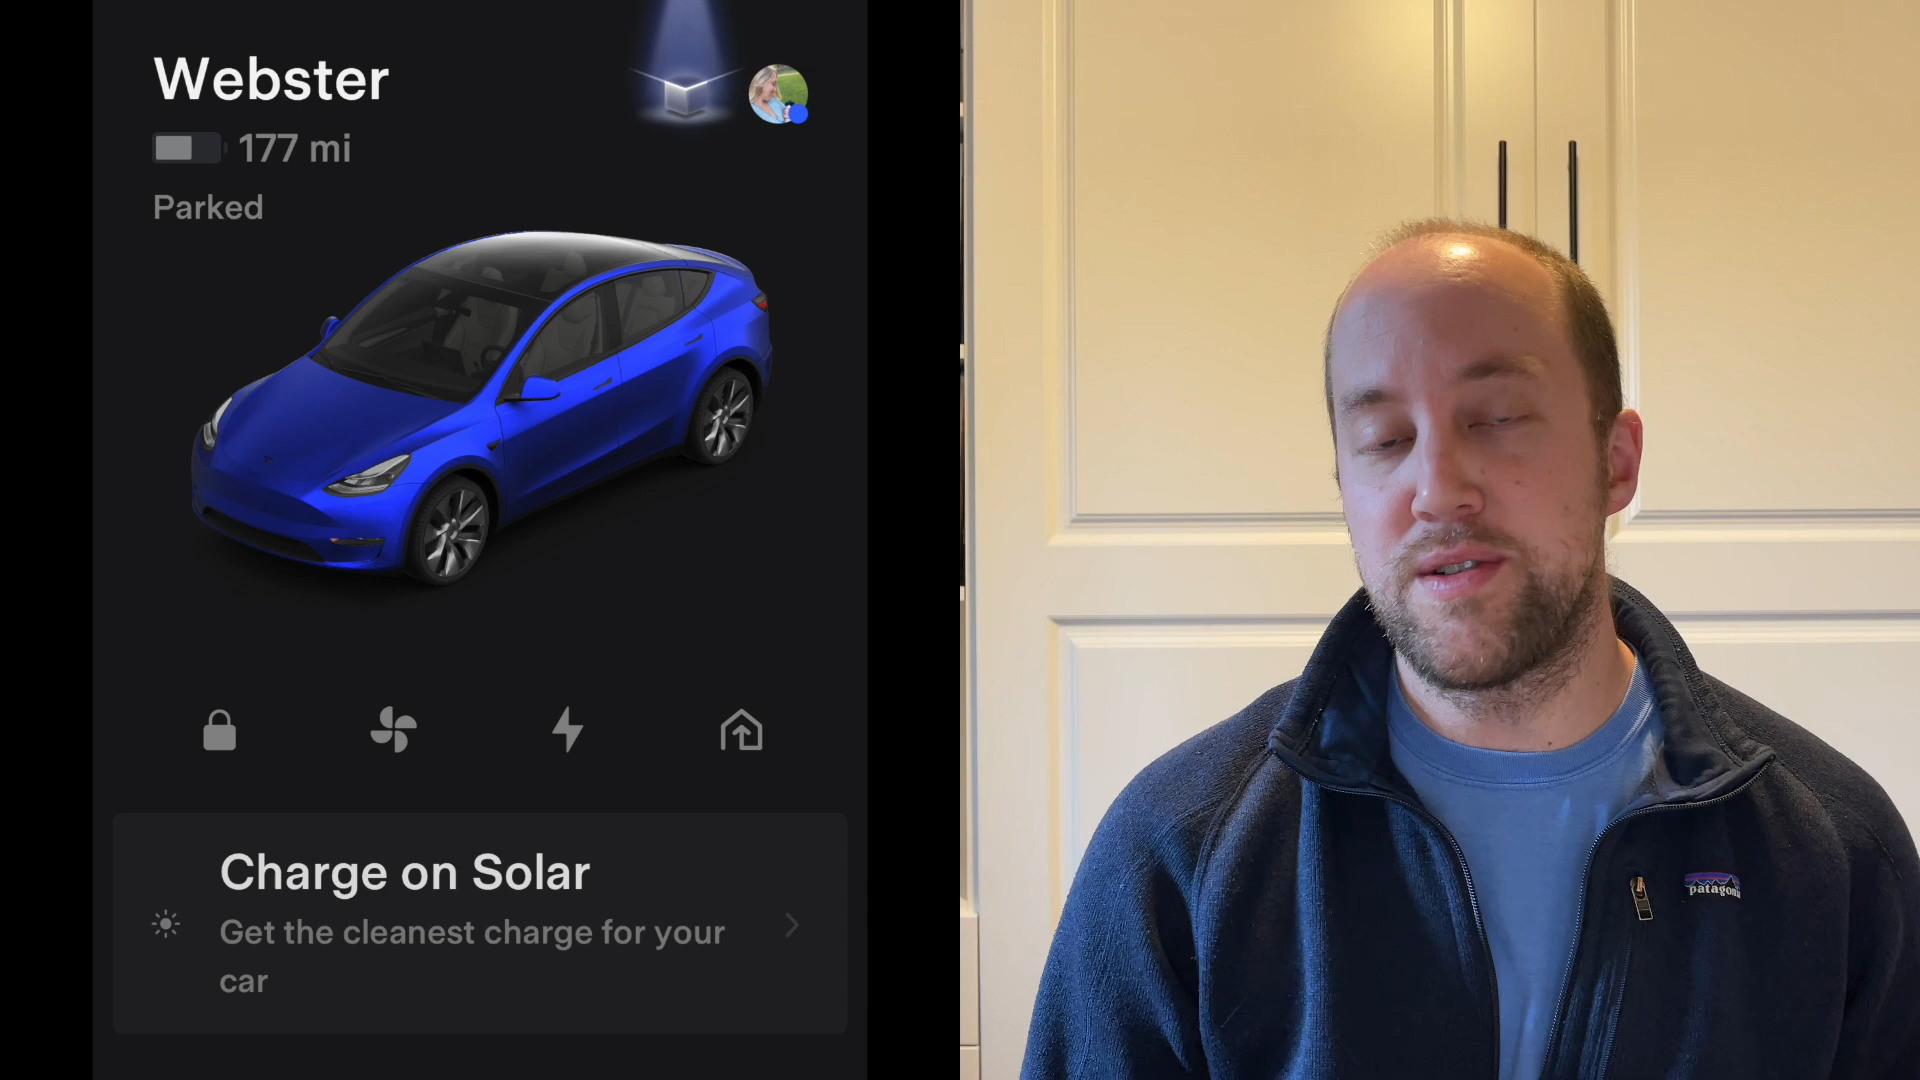 Webster
177 mi
Parked
Charge on Solar
Get the cleanest charge for your
car
patagonia